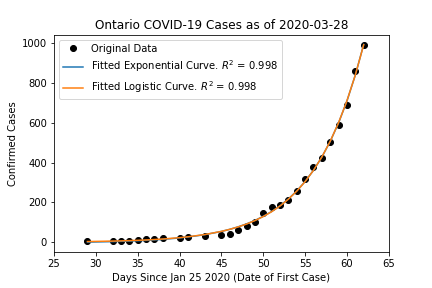 Ontario COVID-19 Cases as of 2020-03-28
Original Data
Fitted Exponential Curve. R² = 0.998
Fitted Logistic Curve. R² = 0.998
Confirmed Cases
1000
800
600
400
200
0
25 30 35 40 45 50 55 60 65
Days Since Jan 25 2020 (Date of First Case)